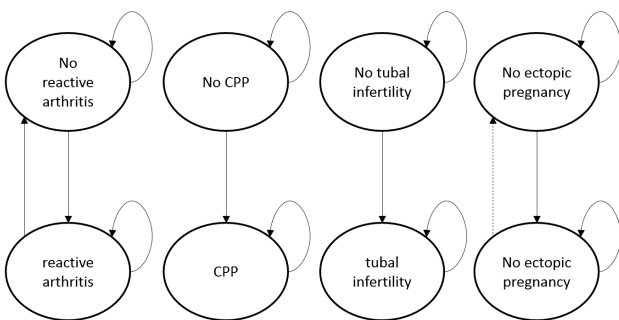 No
reactive
arthritis
No CPP
No tubal
infertility
No ectopic
pregnancy
reactive
arthritis
CPP
tubal
infertility
No ectopic
pregnancy